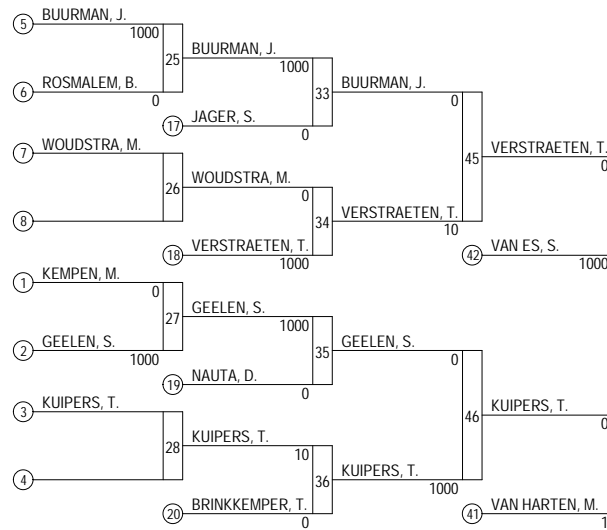 5 BUURMAN, J.
1000
25 BUURMAN, J.
6 ROSMALEM, B.
0
1000
33 BUURMAN, J.
17 JAGER, S.
0
0
7 WOUDSTRA, M.
45 VERSTRAETEN, T.
0
26 WOUDSTRA, M.
8
0
34 VERSTRAETEN, T.
10
18 VERSTRAETEN, T.
1000
42 VAN ES, S.
1000
1 KEMPEN, M.
0
27 GEELEN, S.
2 GEELEN, S.
1000
1000
35 GEELEN, S.
19 NAUTA, D.
0
0
3 KUIPERS, T.
46 KUIPERS, T.
0
28 KUIPERS, T.
4
10
36 KUIPERS, T.
1000
20 BRINKKEMPER, T.
0
41 VAN HARTEN, M.
1